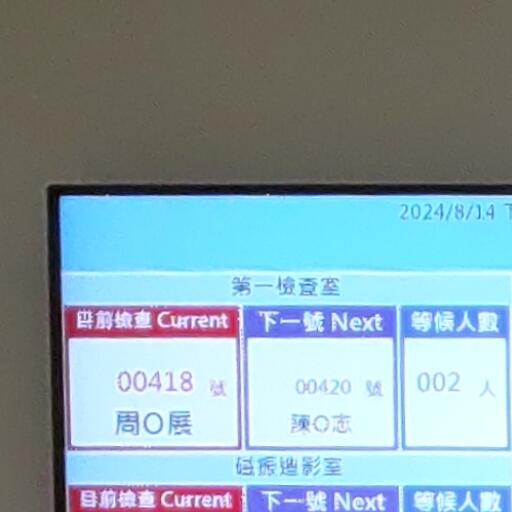 2024/8/14 下
第一檢查室
目前檢查 Current 下一號 Next 等候人數
00418 號 00420 號 002 人
周O展 陳O志
磁振造影室
目前檢查 Current 下一號 Next 等候人數